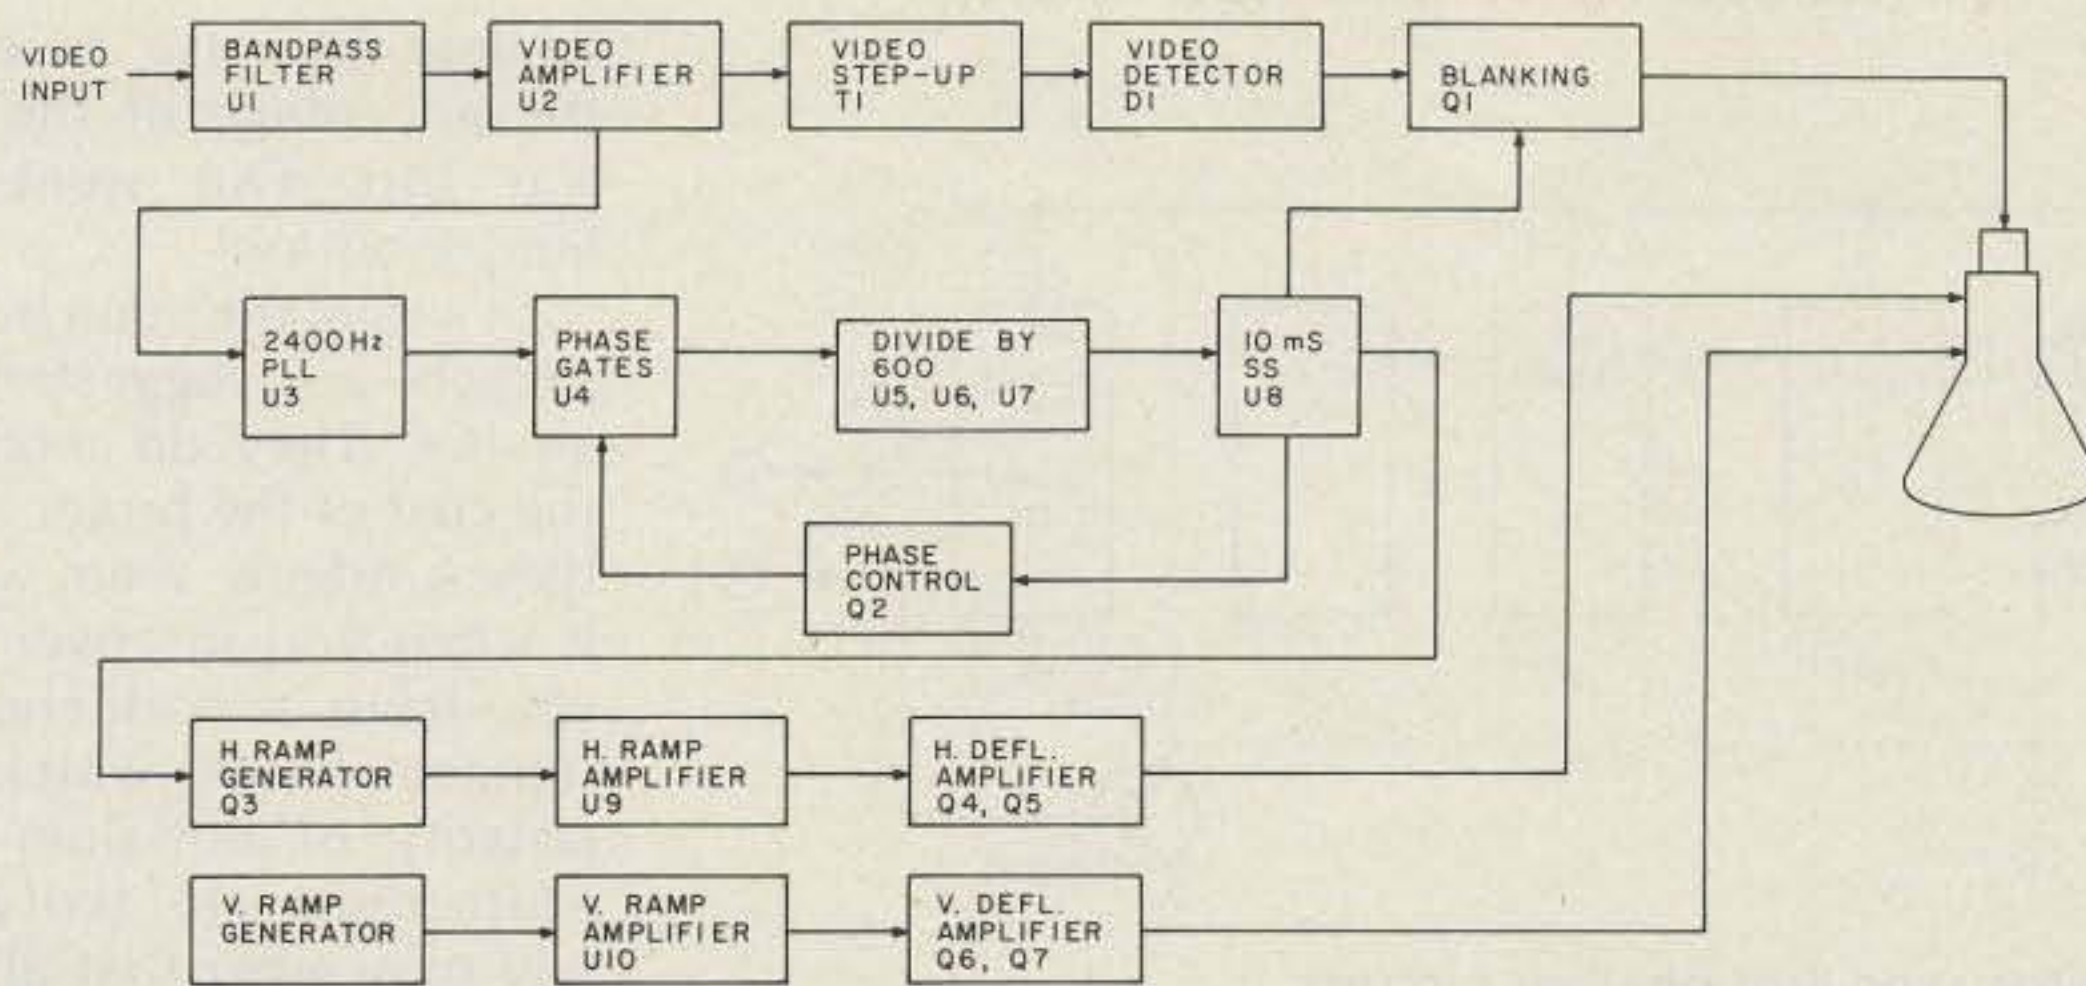 VIDEO
INPUT
BANDPASS
FILTER
U1
VIDEO
AMPLIFIER
U2
VIDEO
STEP-UP
T1
VIDEO
DETECTOR
D1
BLANKING
Q1
2400Hz
PLL
U3
PHASE
GATES
U4
DIVIDE BY
600
U5, U6, U7
10 mS
SS
U8
PHASE
CONTROL
Q2
H. RAMP
GENERATOR
Q3
H. RAMP
AMPLIFIER
U9
H. DEFL.
AMPLIFIER
Q4, Q5
V. RAMP
GENERATOR
V. RAMP
AMPLIFIER
U10
V. DEFL.
AMPLIFIER
Q6, Q7